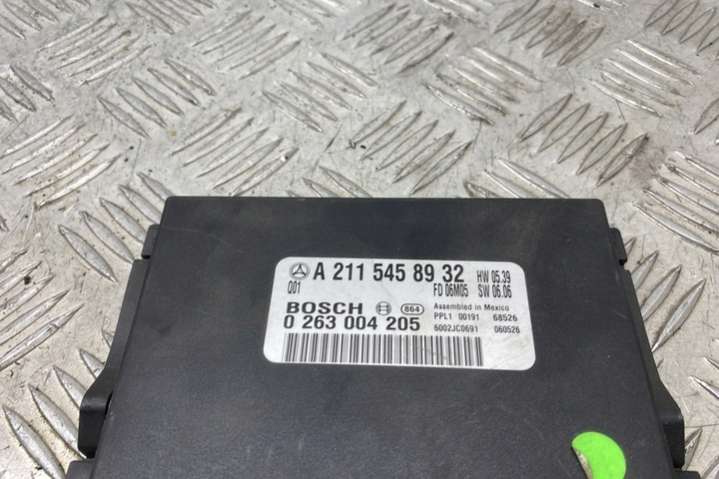 A 211 545 89 32 HW 05.39
001 FD 06M05 SW 06.06
BOSCH 864 Assembled in Mexico
0 263 004 205 PPL1 00191 68526
6002JC0691 060526